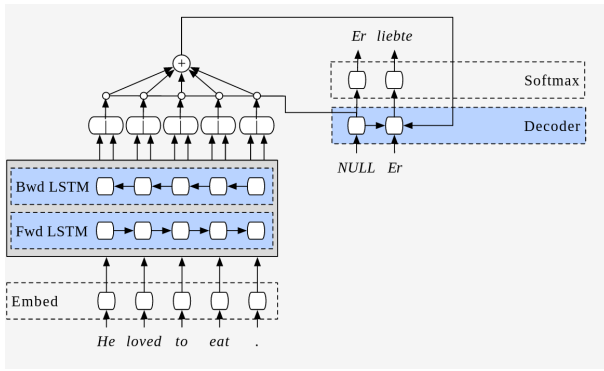 Er liebte
Softmax
Decoder
NULL Er
Bwd LSTM
Fwd LSTM
Embed
He loved to eat .